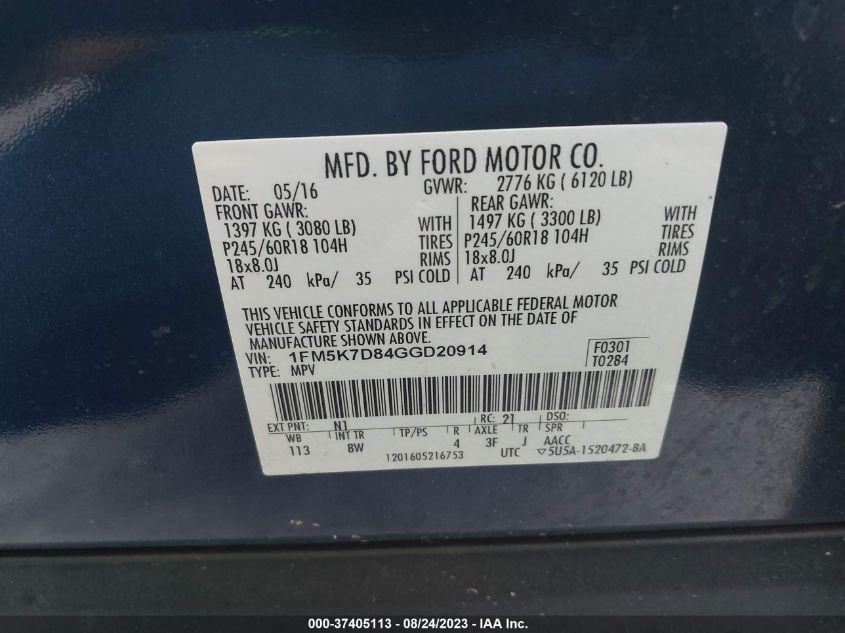 MFD. BY FORD MOTOR CO.
DATE: 05/16 GVWR: 2776 KG ( 6120 LB)
FRONT GAWR: REAR GAWR:
1397 KG ( 3080 LB) WITH 1497 KG ( 3300 LB) WITH
P245/60R18 104H TIRES P245/60R18 104H TIRES
18x8.0J RIMS 18x8.0J RIMS
AT 240 kPa/ 35 PSI COLD AT 240 kPa/ 35 PSI COLD
THIS VEHICLE CONFORMS TO ALL APPLICABLE FEDERAL MOTOR
VEHICLE SAFETY STANDARDS IN EFFECT ON THE DATE OF
MANUFACTURE SHOWN ABOVE.
VIN: 1FM5K7D84GGD20914 F0301
TYPE: MPV T0284
EXT PNT: N1 RC: 21 DSO:
WB INT TR TP/PS R AXLE TR SPR
113 8W 4 3F J AACC
1201605216753 UTC ▽5U5A-1520472-BA
000-37405113 - 08/24/2023 - IAA Inc.